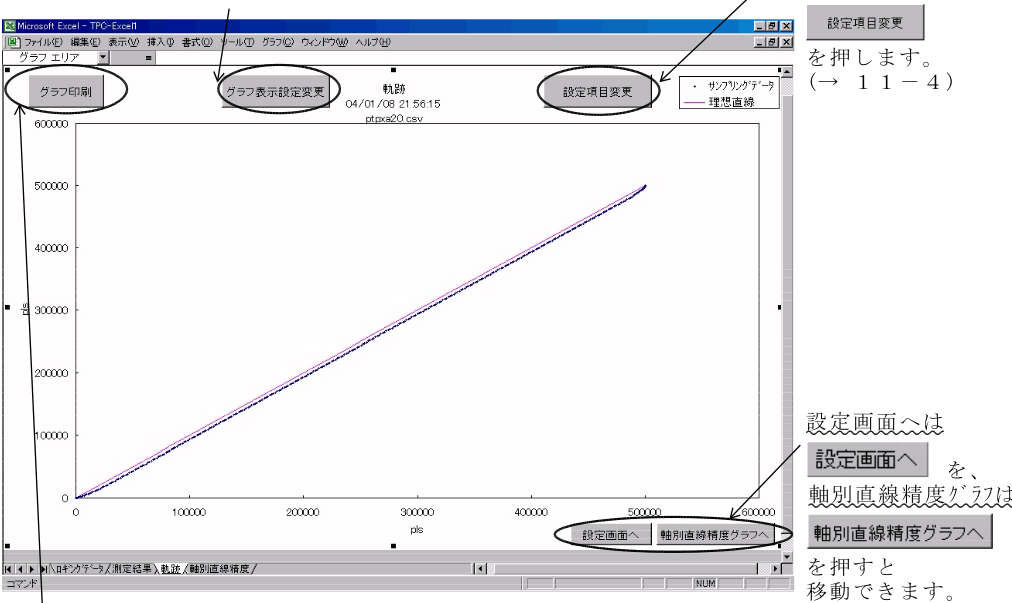 Microsoft Excel - TPC-Excel1
ファイル(F) 編集(E) 表示(V) 挿入(I) 書式(O) ツール(T) グラフ(C) ウィンドウ(W) ヘルプ(H)
グラフ エリア =
グラフ印刷
グラフ表示設定変更
軌跡
04/01/08 21:56:15
ptpxa20.csv
設定項目変更
サンプリングデータ
理想直線
600000
500000
400000
300000
200000
100000
0
pls
0 100000 200000 300000 400000 500000 600000
pls
設定画面へ
軸別直線精度グラフへ
ロギングデータ/測定結果/軌跡/軸別直線精度/
コマンド
NUM
設定項目変更
を押します。
(→ 11-4)
設定画面へは
設定画面へ を、
軸別直線精度グラフは
軸別直線精度グラフへ
を押すと
移動できます。